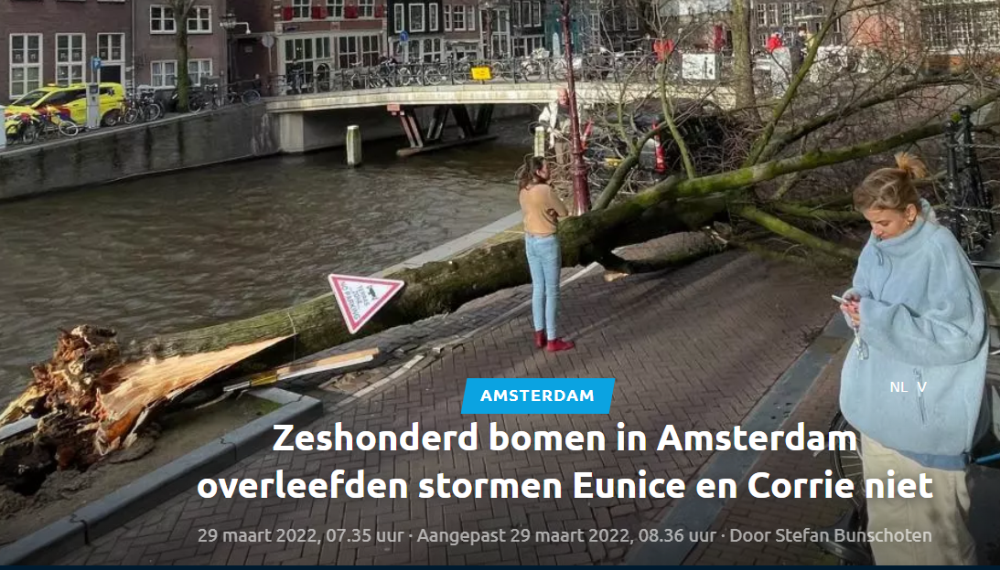 NL V
AMSTERDAM
Zeshonderd bomen in Amsterdam
overleefden stormen Eunice en Corrie niet
29 maart 2022, 07.35 uur · Aangepast 29 maart 2022, 08.36 uur · Door Stefan Bunschoten